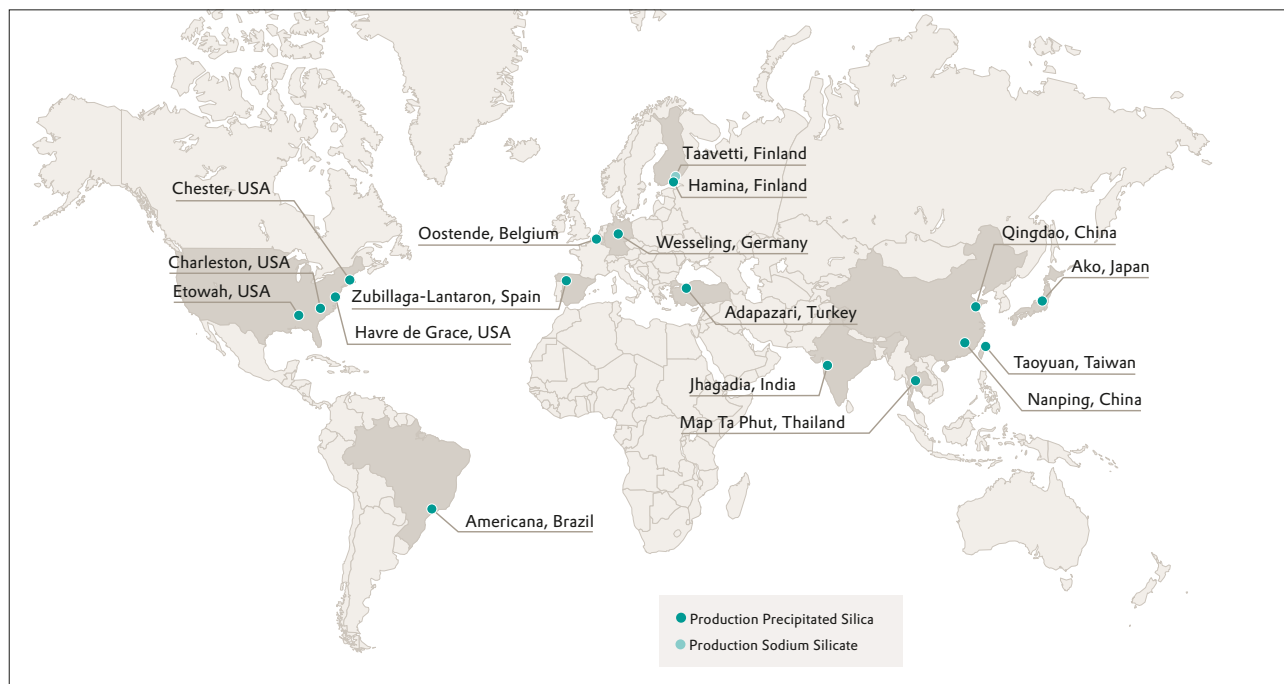 Taavetti, Finland
Hamina, Finland
Chester, USA
Oostende, Belgium
Wesseling, Germany
Qingdao, China
Charleston, USA
Ako, Japan
Etowah, USA
Zubillaga-Lantaron, Spain
Adapazari, Turkey
Havre de Grace, USA
Taoyuan, Taiwan
Jhagadia, India
Nanping, China
Map Ta Phut, Thailand
Americana, Brazil
Production Precipitated Silica
Production Sodium Silicate